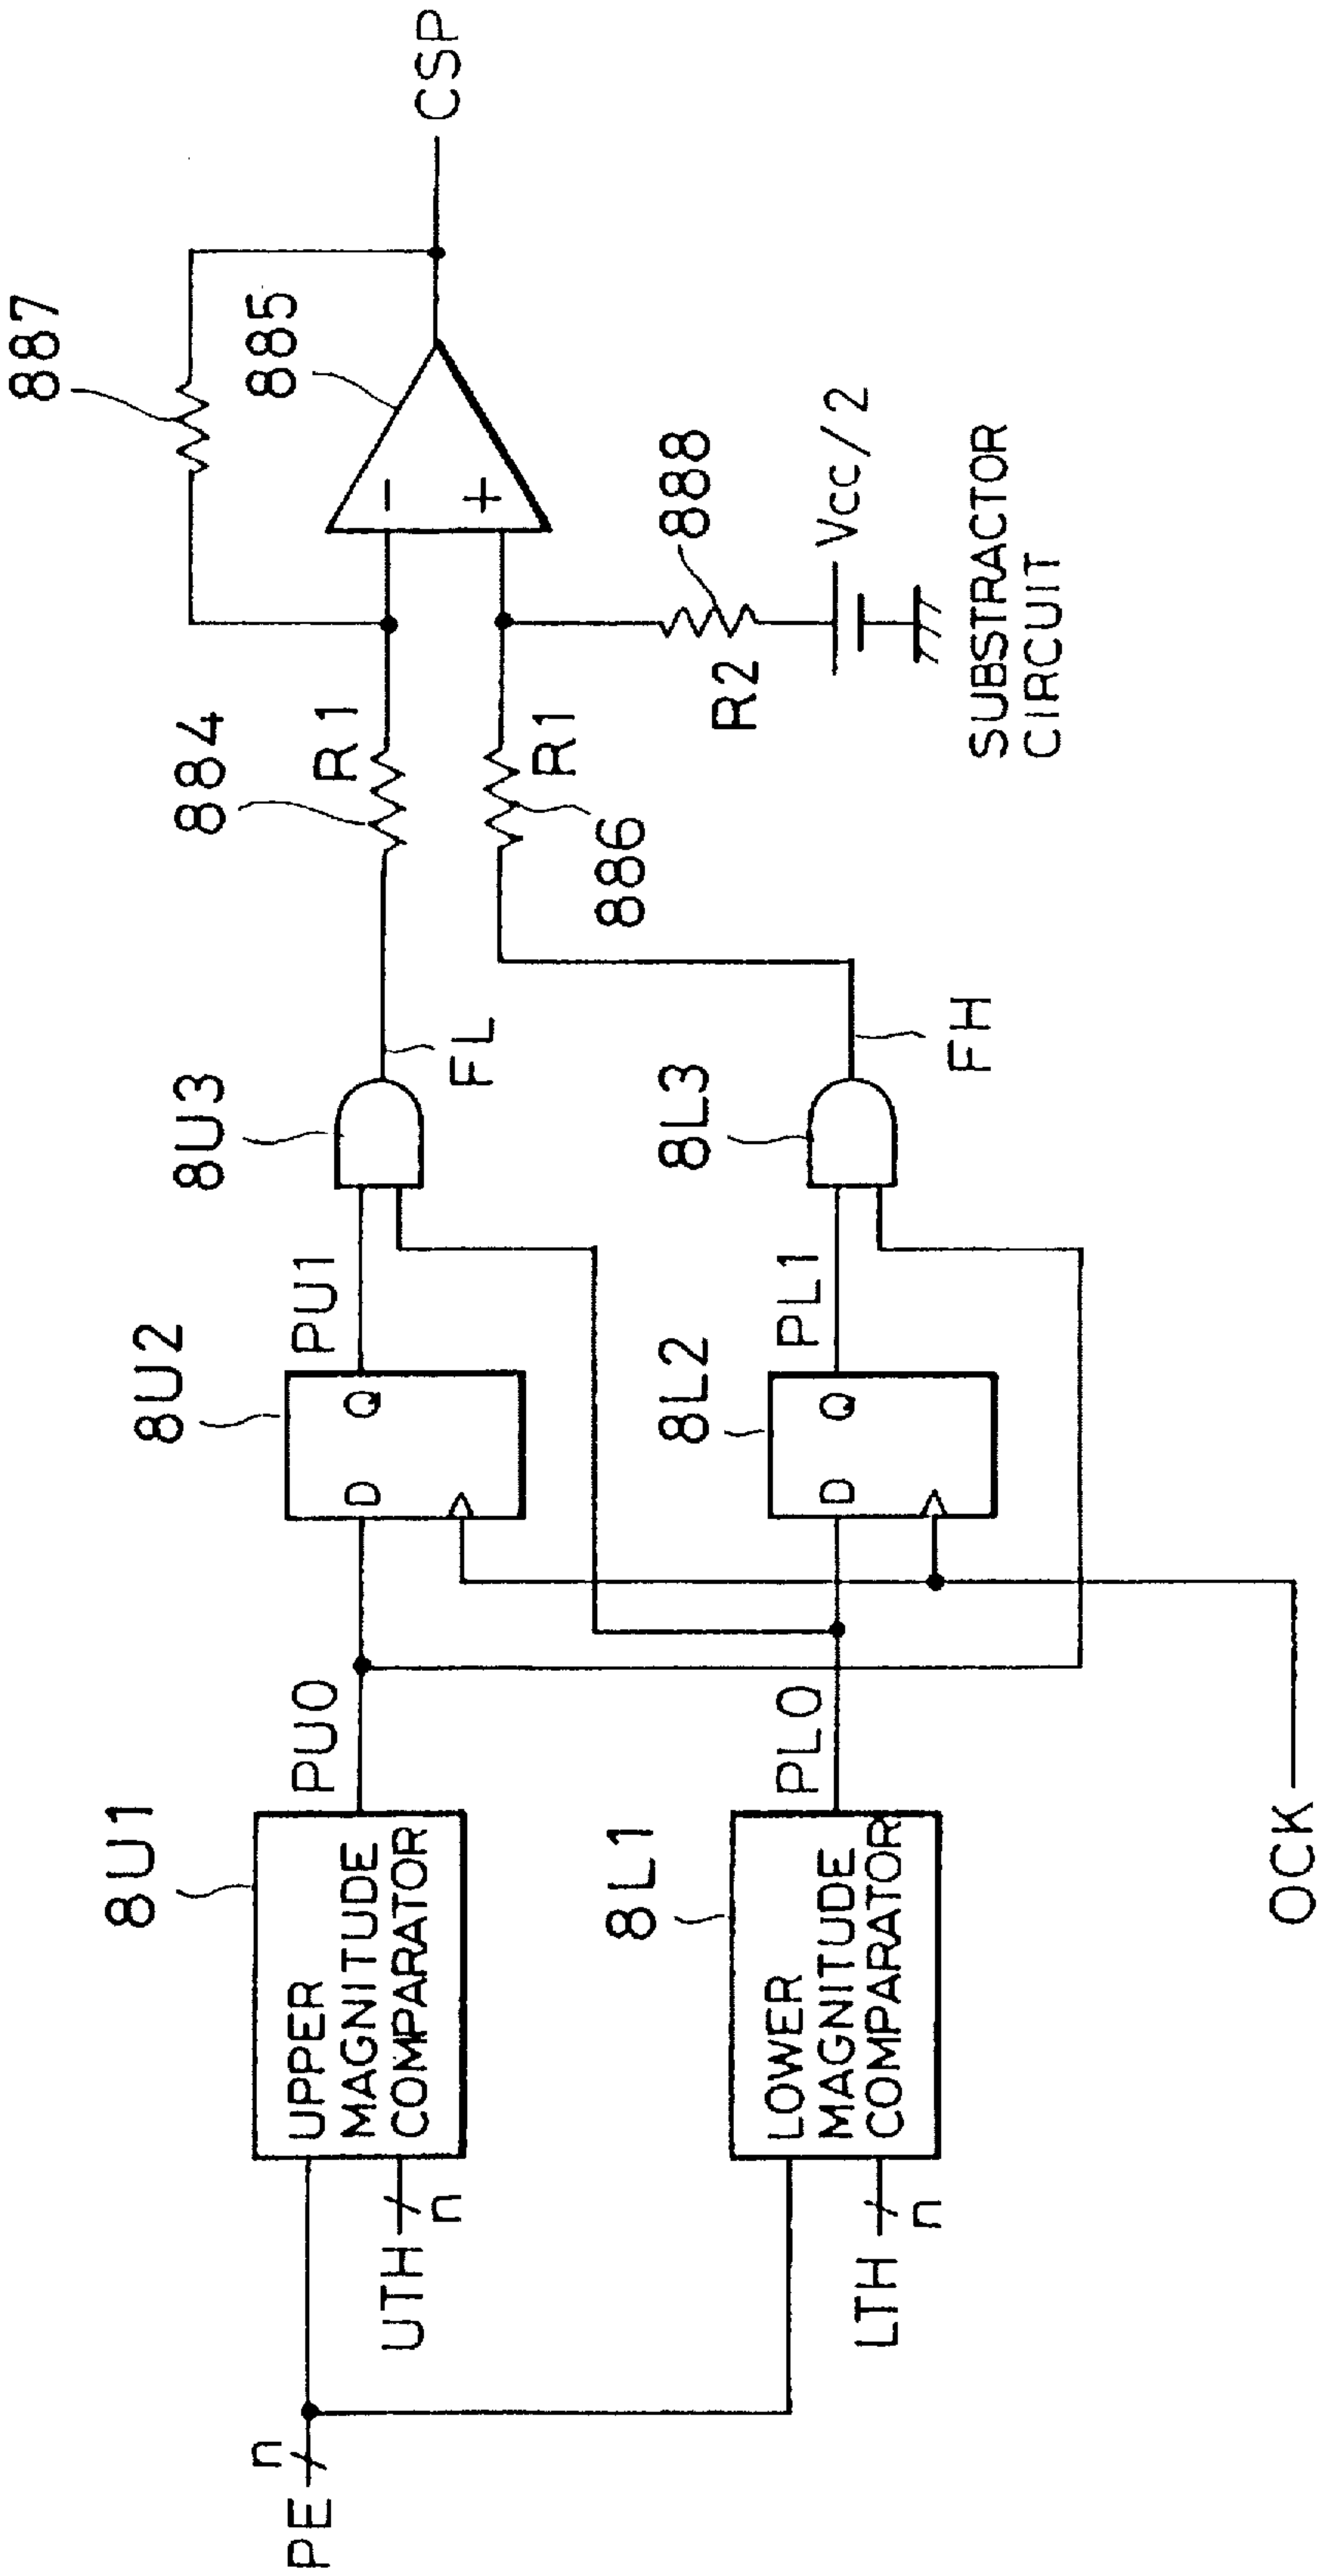 PE
n
UTH
n
LTH
n
8U1
UPPER
MAGNITUDE
COMPARATOR
8L1
LOWER
MAGNITUDE
COMPARATOR
PU0
PL0
OCK
8U2
D
Q
8L2
D
Q
PU1
PL1
8U3
8L3
FL
FH
884
R1
R1
886
887
885
−
+
888
R2
Vcc/2
SUBSTRACTOR
CIRCUIT
CSP